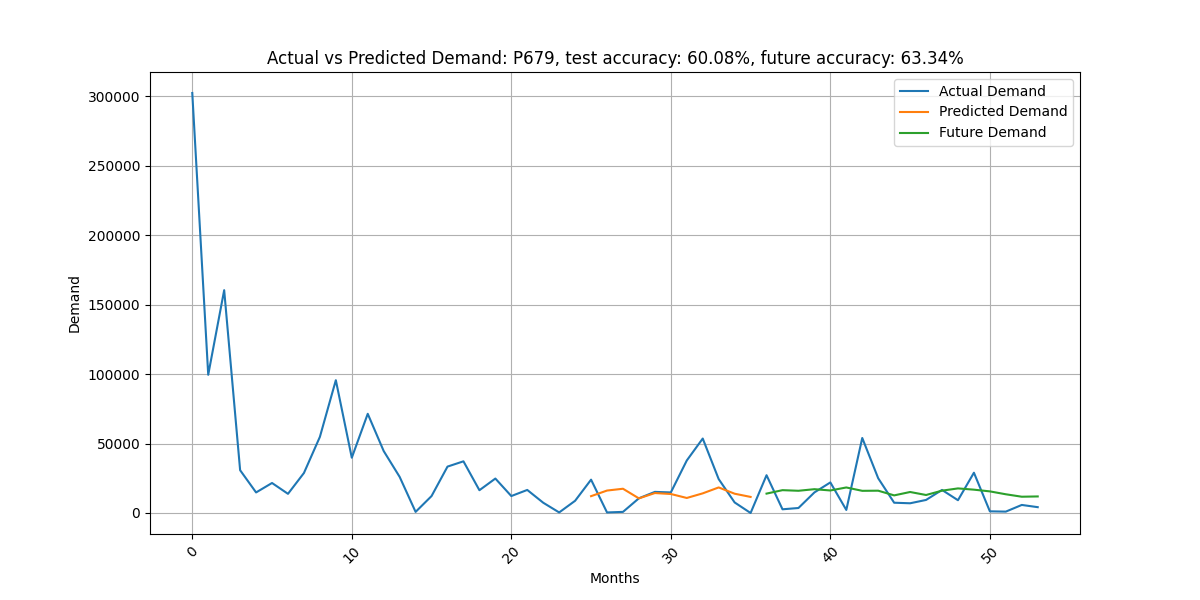 Actual vs Predicted Demand: P679, test accuracy: 60.08%, future accuracy: 63.34%
Actual Demand
Predicted Demand
Future Demand
300000
250000
200000
150000
100000
50000
0
Demand
0
10
20
30
40
50
Months